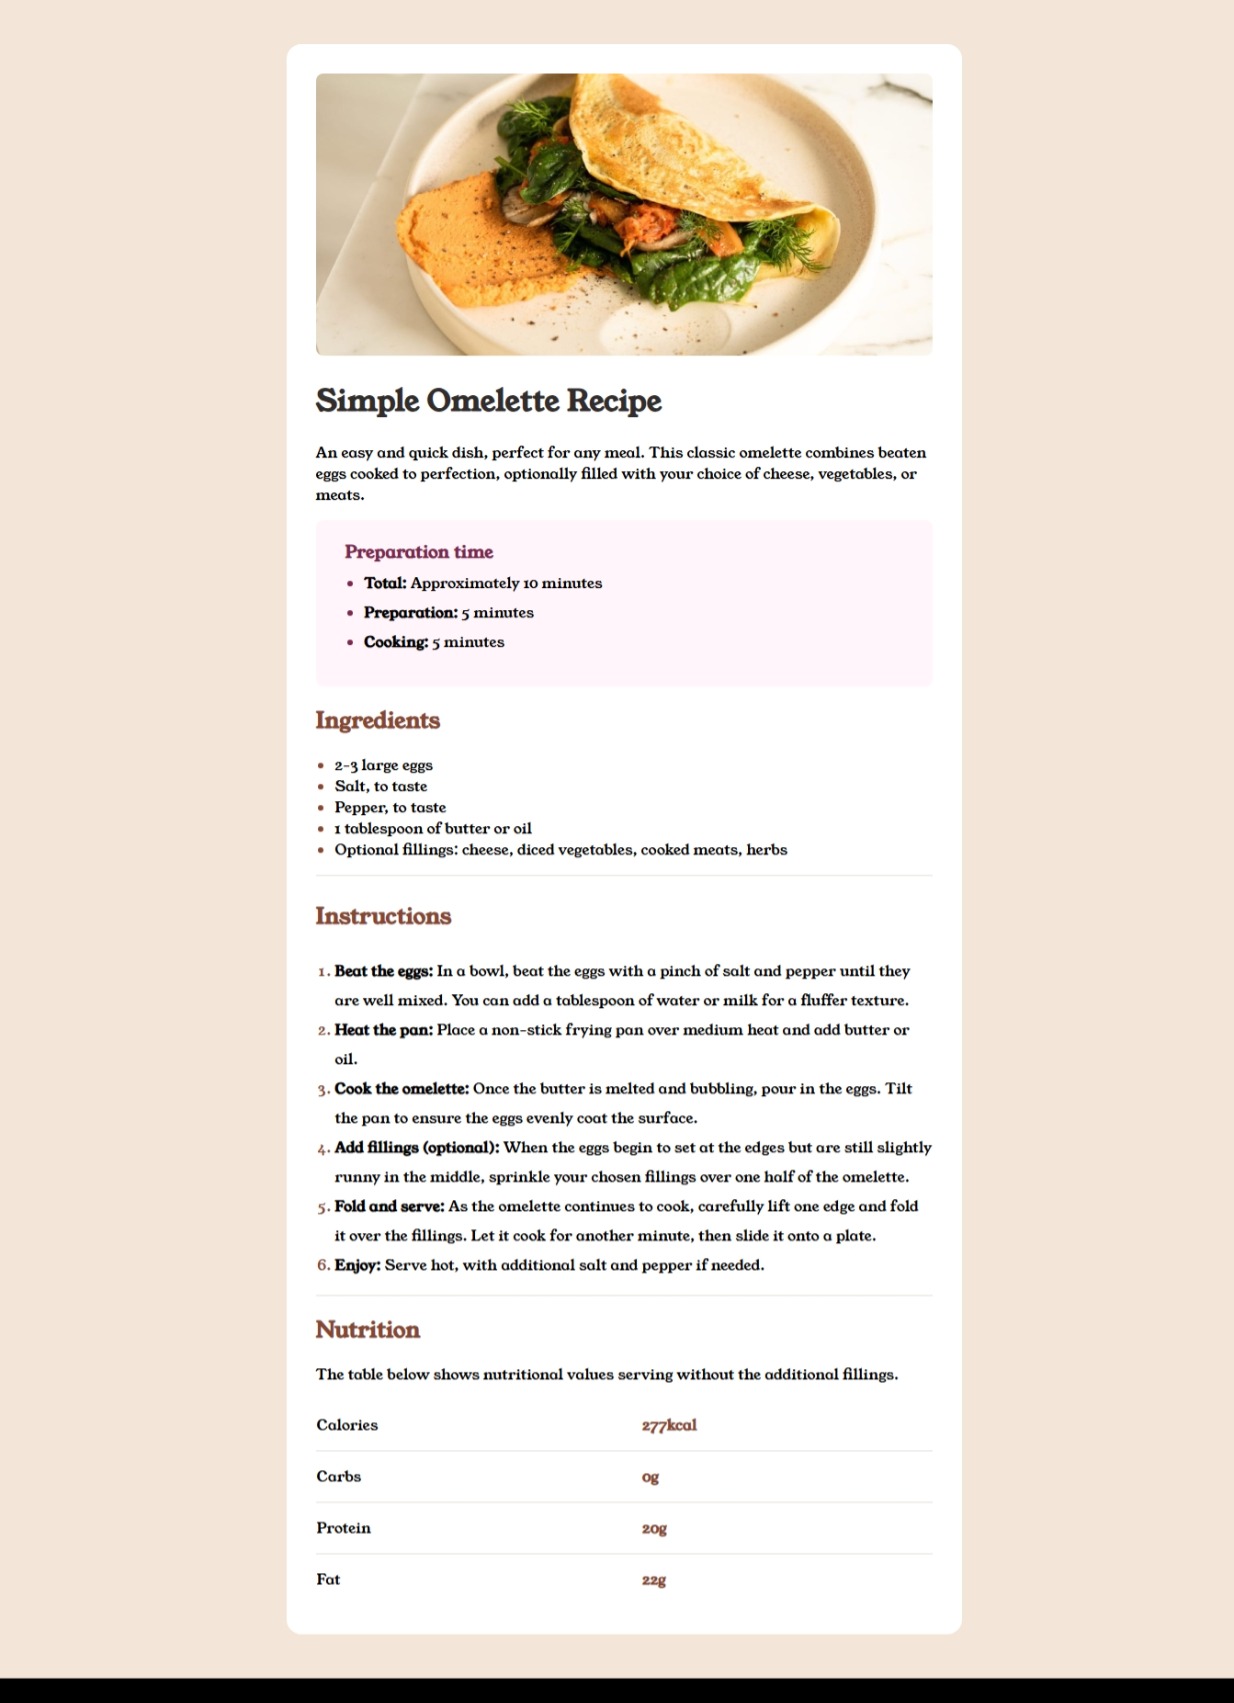 Simple Omelette Recipe
An easy and quick dish, perfect for any meal. This classic omelette combines beaten
eggs cooked to perfection, optionally filled with your choice of cheese, vegetables, or
meats.
Preparation time
• Total: Approximately 10 minutes
• Preparation: 5 minutes
• Cooking: 5 minutes
Ingredients
• 2-3 large eggs
• Salt, to taste
• Pepper, to taste
• 1 tablespoon of butter or oil
• Optional fillings: cheese, diced vegetables, cooked meats, herbs
Instructions
1. Beat the eggs: In a bowl, beat the eggs with a pinch of salt and pepper until they
are well mixed. You can add a tablespoon of water or milk for a fluffer texture.
2. Heat the pan: Place a non-stick frying pan over medium heat and add butter or
oil.
3. Cook the omelette: Once the butter is melted and bubbling, pour in the eggs. Tilt
the pan to ensure the eggs evenly coat the surface.
4. Add fillings (optional): When the eggs begin to set at the edges but are still slightly
runny in the middle, sprinkle your chosen fillings over one half of the omelette.
5. Fold and serve: As the omelette continues to cook, carefully lift one edge and fold
it over the fillings. Let it cook for another minute, then slide it onto a plate.
6. Enjoy: Serve hot, with additional salt and pepper if needed.
Nutrition
The table below shows nutritional values serving without the additional fillings.
Calories 277kcal
Carbs 0g
Protein 20g
Fat 22g